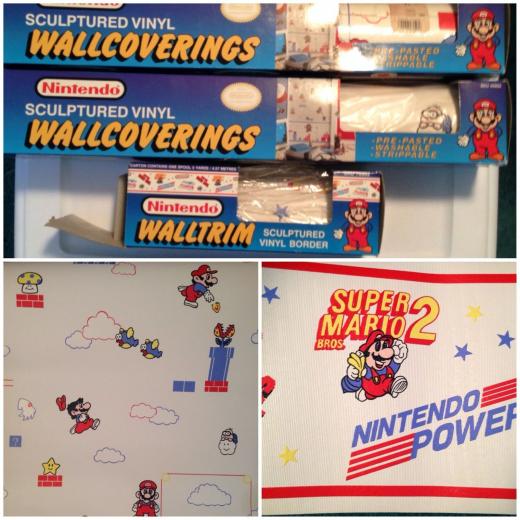 Nintendo
SCULPTURED VINYL
WALLCOVERINGS
-PRE-PASTED
-WASHABLE
-STRIPPABLE
Nintendo
SCULPTURED VINYL
WALLCOVERINGS
-PRE-PASTED
-WASHABLE
-STRIPPABLE
Nintendo
WALLTRIM
SCULPTURED
VINYL BORDER
?
SUPER
MARIO 2
BROS
NINTENDO
POWER